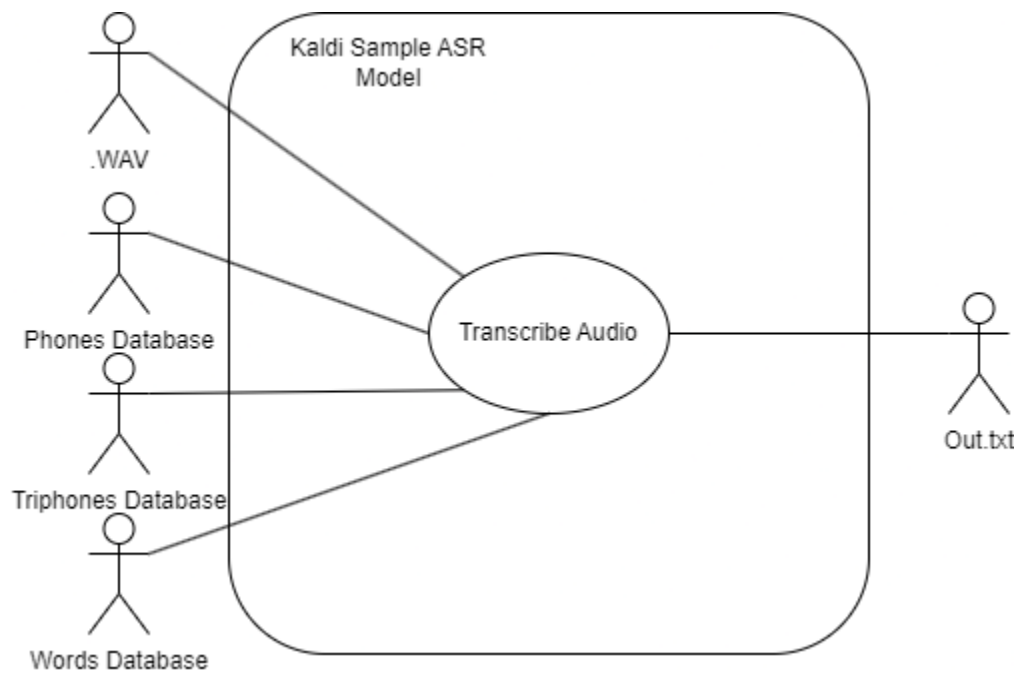 Kaldi Sample ASR
Model
.WAV
Phones Database
Transcribe Audio
Out.txt
Triphones Database
Words Database